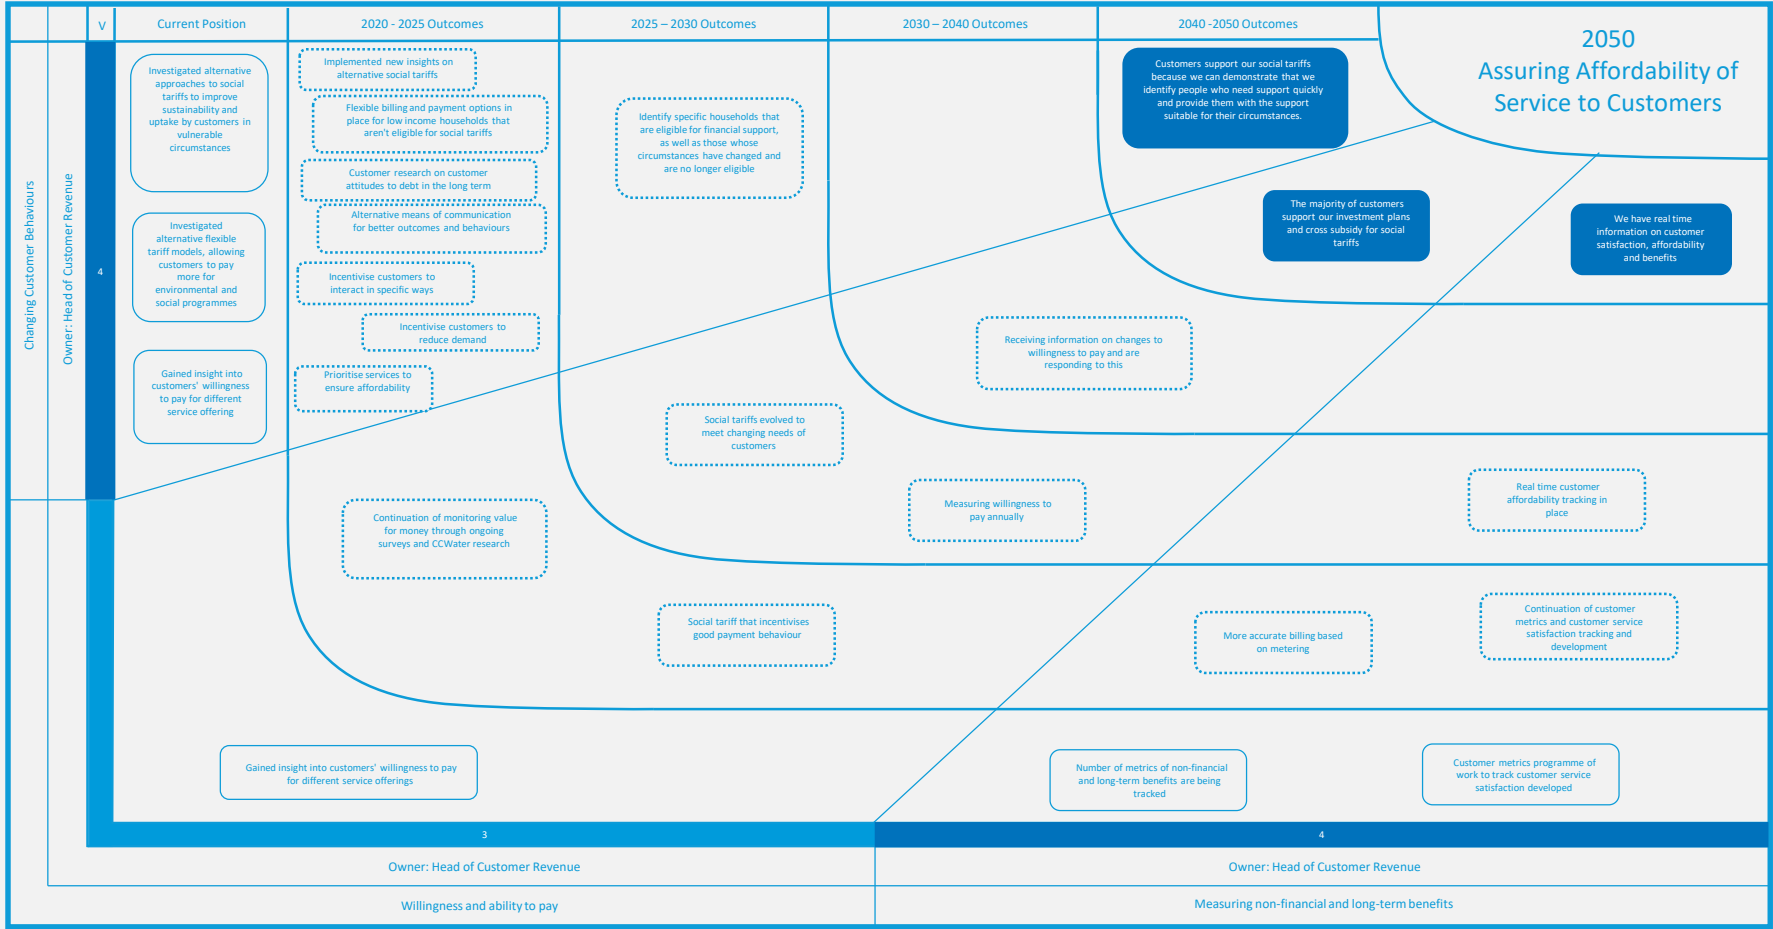 V
Current Position
2020 - 2025 Outcomes
2025 – 2030 Outcomes
2030 – 2040 Outcomes
2040 -2050 Outcomes
2050
Assuring Affordability of
Service to Customers
Changing Customer Behaviours
Owner: Head of Customer Revenue
4
Investigated alternative
approaches to social
tariffs to improve
sustainability and
uptake by customers in
vulnerable
circumstances
Investigated
alternative flexible
tariff models, allowing
customers to pay
more for
environmental and
social programmes
Gained insight into
customers' willingness
to pay for different
service offering
Implemented new insights on
alternative social tariffs
Flexible billing and payment options in
place for low income households that
aren't eligible for social tariffs
Customer research on customer
attitudes to debt in the long term
Alternative means of communication
for better outcomes and behaviours
Incentivise customers to
interact in specific ways
Incentivise customers to
reduce demand
Prioritise services to
ensure affordability
Identify specific households that
are eligible for financial support,
as well as those whose
circumstances have changed and
are no longer eligible
Customers support our social tariffs
because we can demonstrate that we
identify people who need support quickly
and provide them with the support
suitable for their circumstances.
The majority of customers
support our investment plans
and cross subsidy for social
tariffs
We have real time
information on customer
satisfaction, affordability
and benefits
Receiving information on changes to
willingness to pay and are
responding to this
Social tariffs evolved to
meet changing needs of
customers
Measuring willingness to
pay annually
Real time customer
affordability tracking in
place
Continuation of monitoring value
for money through ongoing
surveys and CCWater research
Social tariff that incentivises
good payment behaviour
More accurate billing based
on metering
Continuation of customer
metrics and customer service
satisfaction tracking and
development
Gained insight into customers' willingness to pay
for different service offerings
Number of metrics of non-financial
and long-term benefits are being
tracked
Customer metrics programme of
work to track customer service
satisfaction developed
3
4
Owner: Head of Customer Revenue
Owner: Head of Customer Revenue
Willingness and ability to pay
Measuring non-financial and long-term benefits